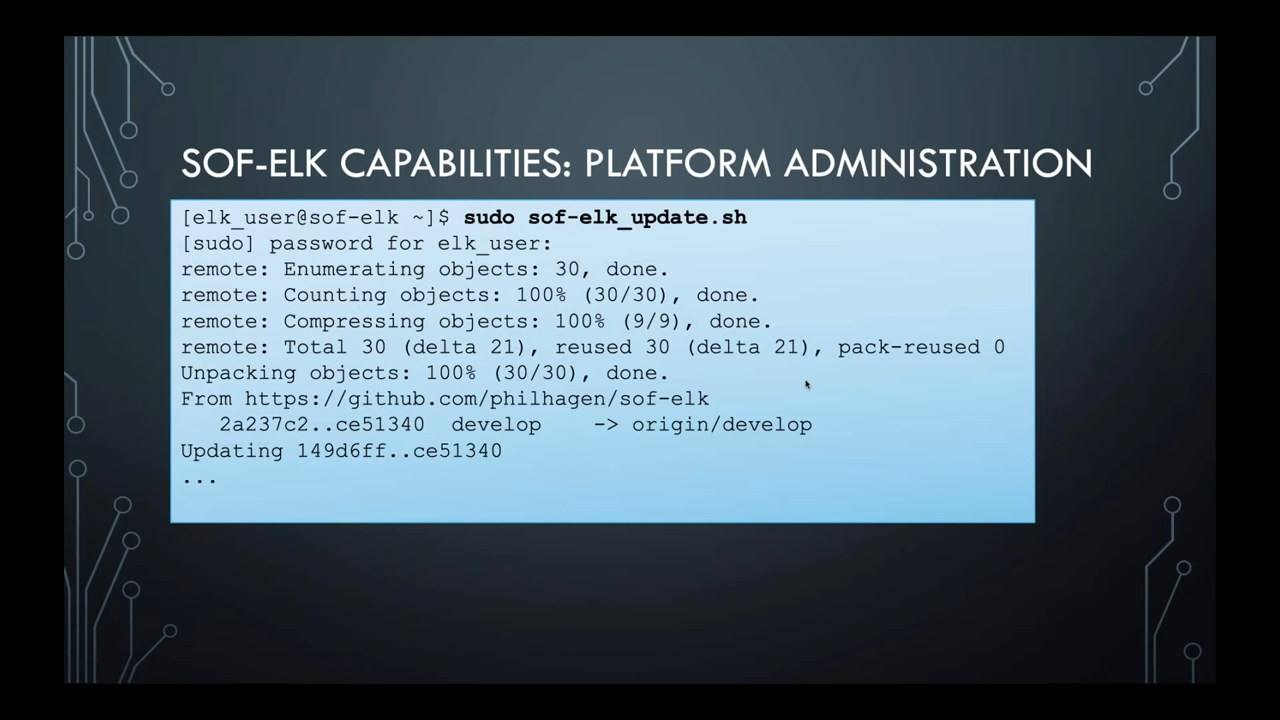 SOF-ELK CAPABILITIES: PLATFORM ADMINISTRATION
[elk_user@sof-elk ~]$ sudo sof-elk_update.sh
[sudo] password for elk_user:
remote: Enumerating objects: 30, done.
remote: Counting objects: 100% (30/30), done.
remote: Compressing objects: 100% (9/9), done.
remote: Total 30 (delta 21), reused 30 (delta 21), pack-reused 0
Unpacking objects: 100% (30/30), done.
From https://github.com/philhagen/sof-elk
   2a237c2..ce51340  develop    -> origin/develop
Updating 149d6ff..ce51340
...